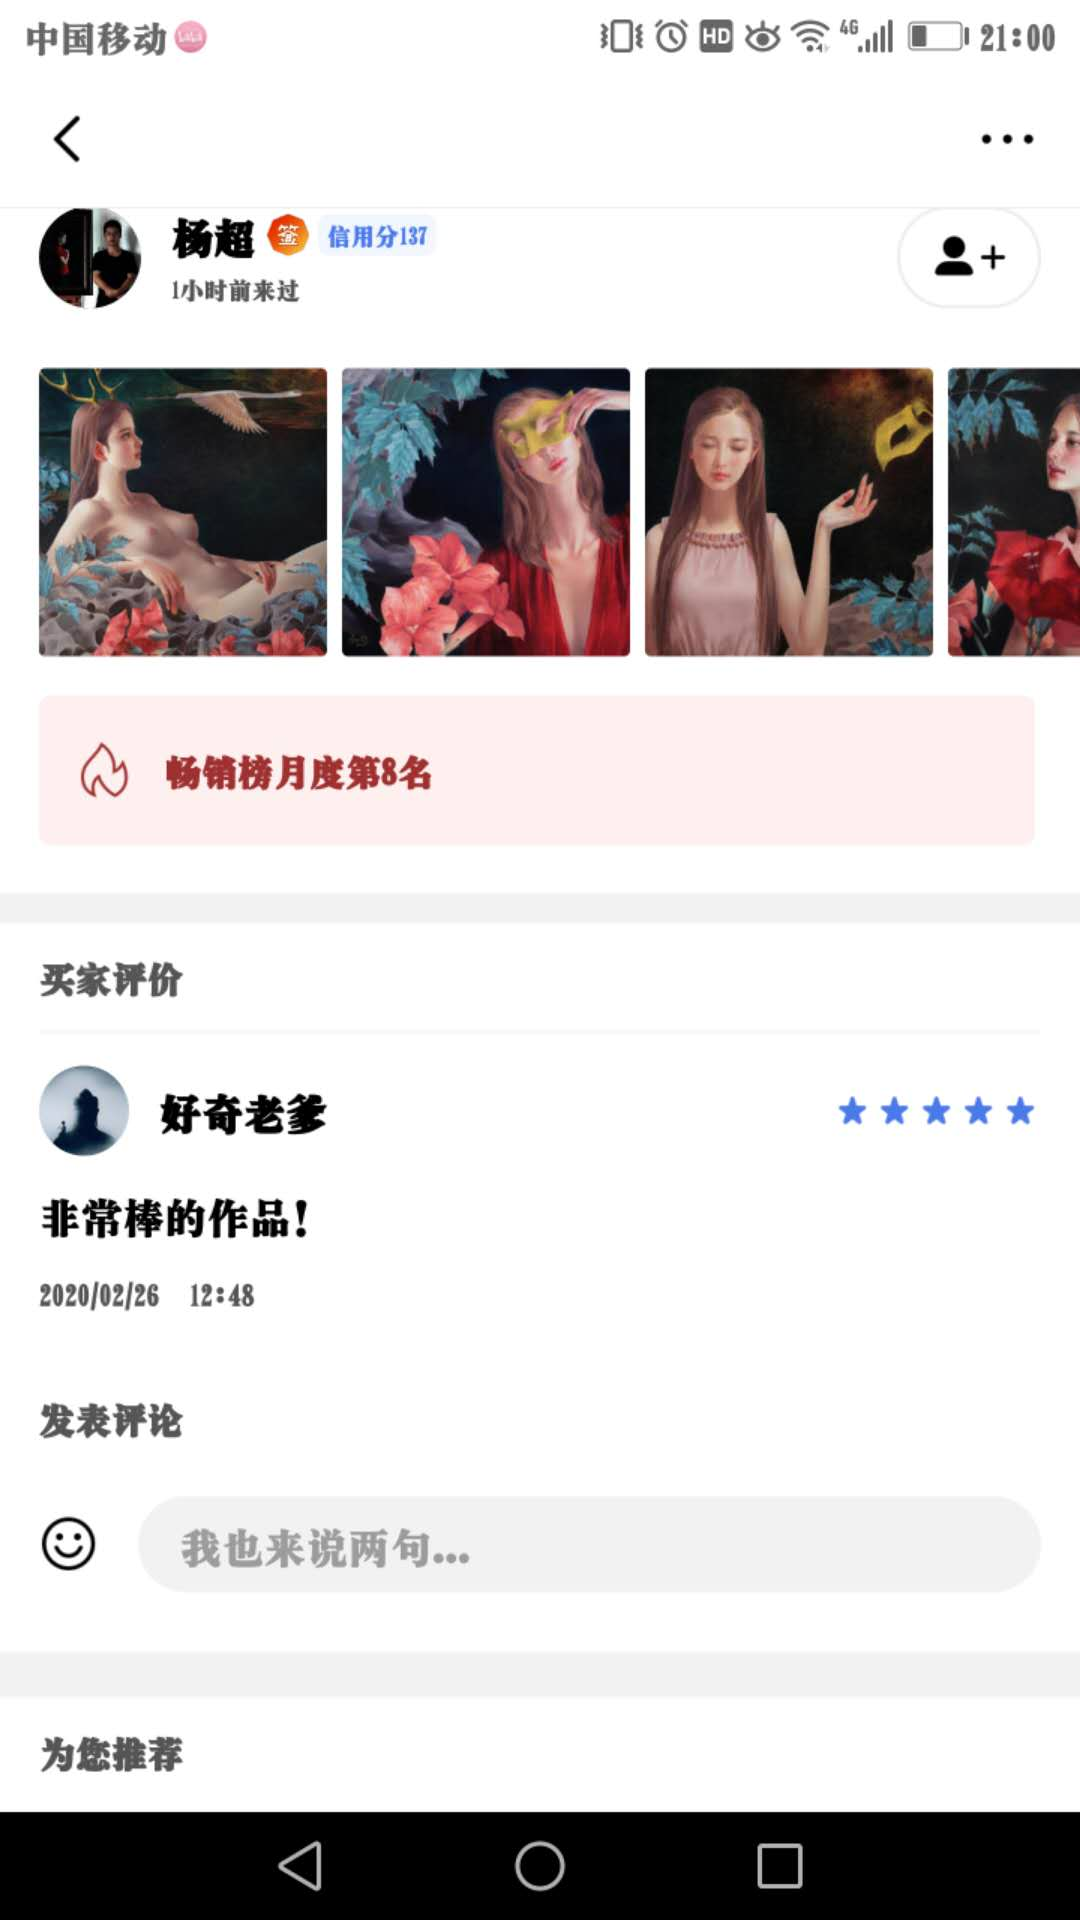 中国移动 LaLa HD 4G 21:00
杨超 签 信用分137
1小时前来过
畅销榜月度第8名
买家评价
好奇老爹
非常棒的作品!
2020/02/26 12:48
发表评论
我也来说两句...
为您推荐